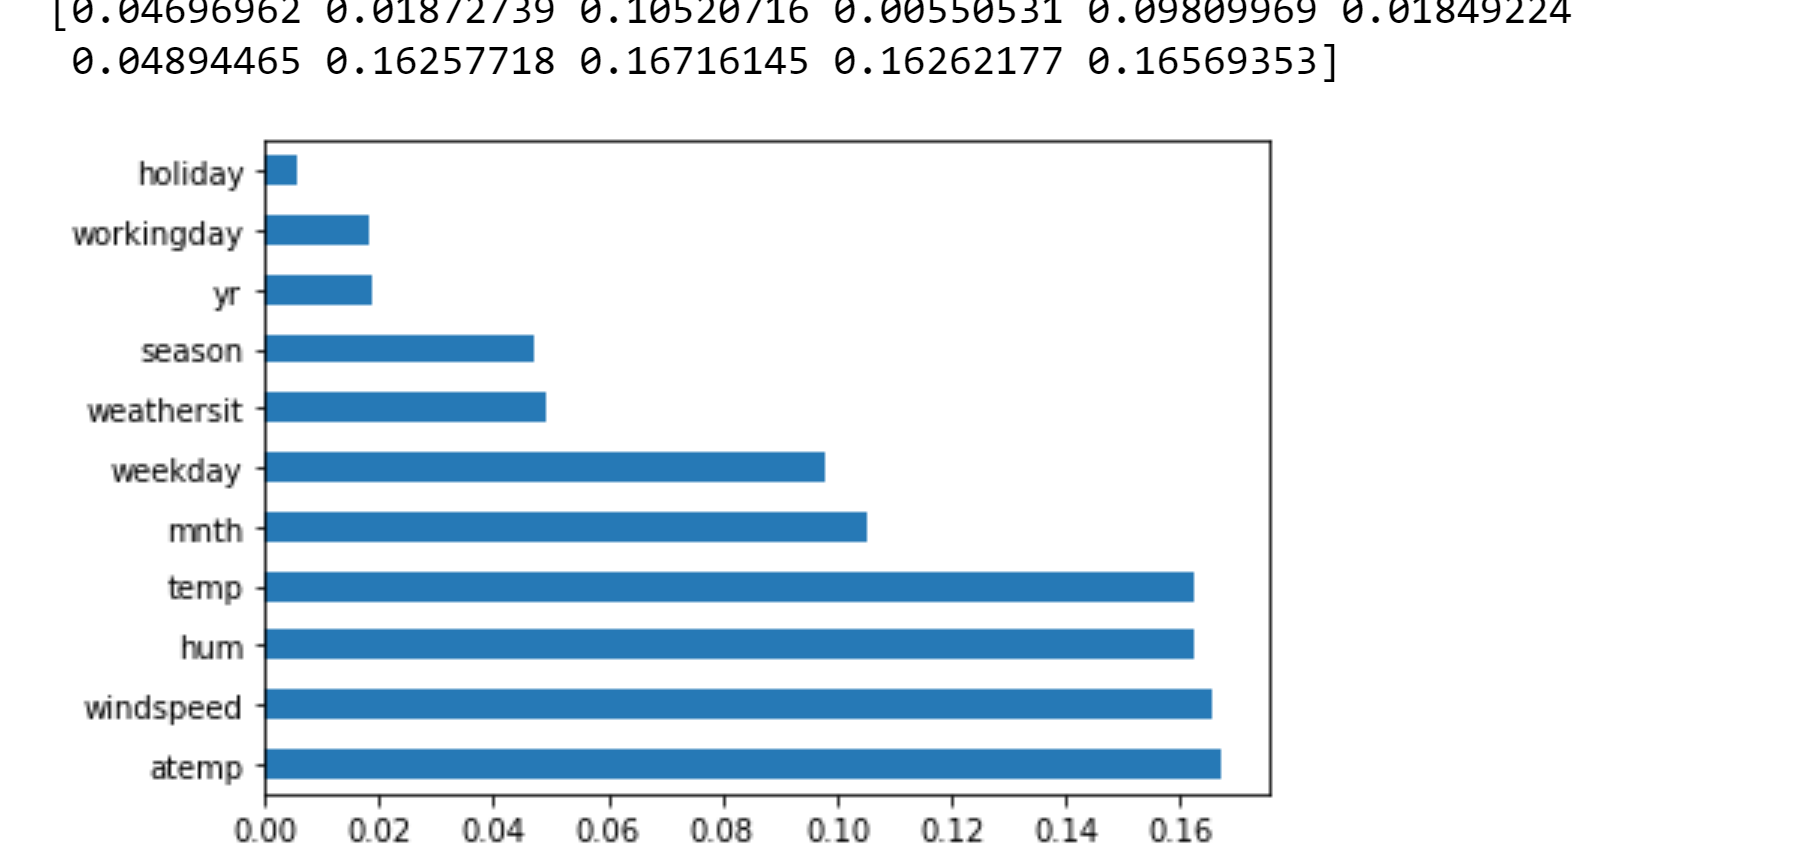 [0.04696962 0.01872739 0.10520716 0.00550531 0.09809969 0.01849224
0.04894465 0.16257718 0.16716145 0.16262177 0.16569353]
holiday
workingday
yr
season
weathersit
weekday
mnth
temp
hum
windspeed
atemp
0.00 0.02 0.04 0.06 0.08 0.10 0.12 0.14 0.16